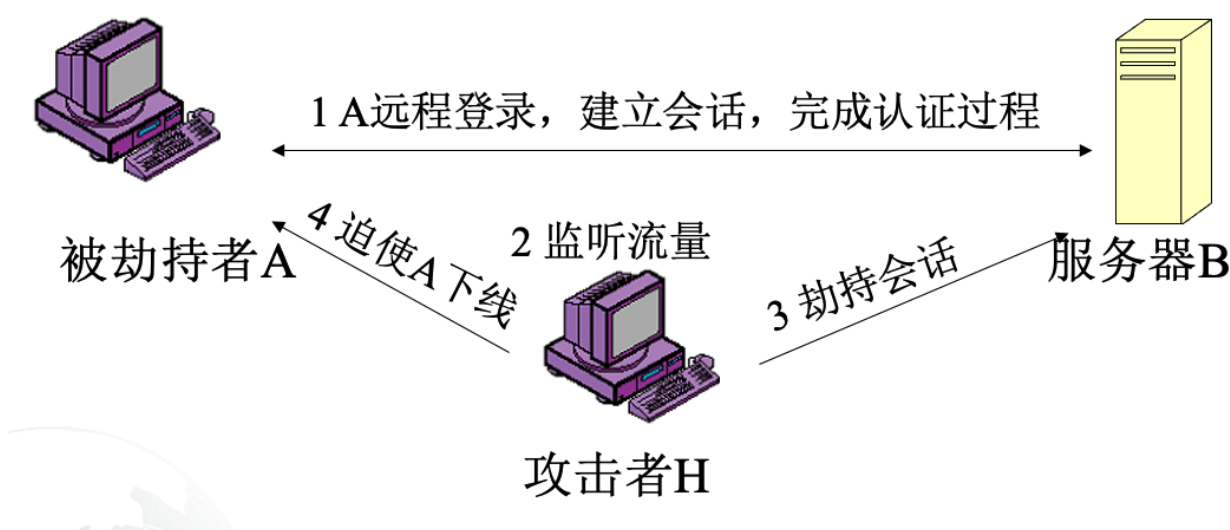 1 A远程登录，建立会话，完成认证过程
4 迫使A下线
2 监听流量
3 劫持会话
被劫持者A
服务器B
攻击者H